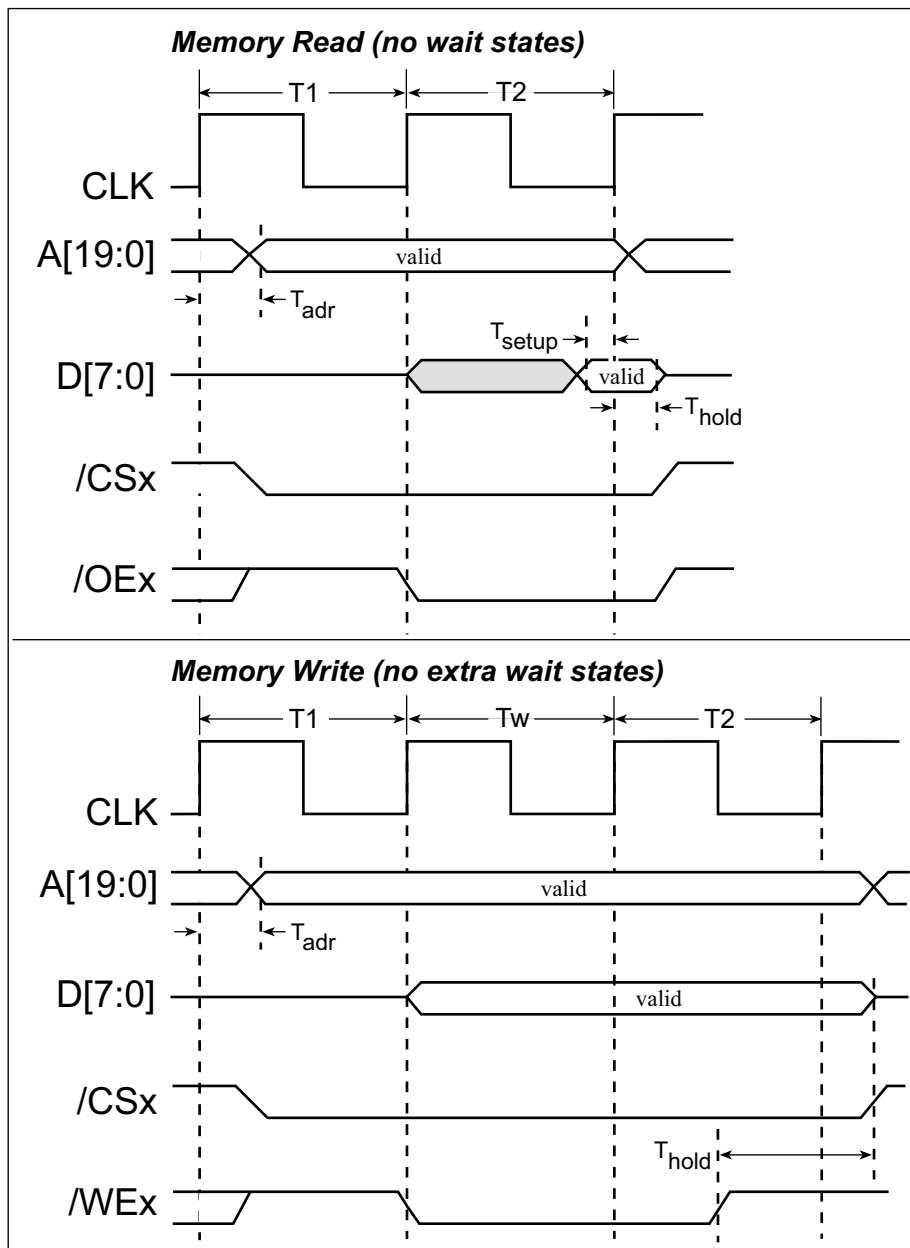 Memory Read (no wait states)
T1 T2
CLK
A[19:0] valid
Tadr
Tsetup
D[7:0] valid
Thold
/CSx
/OEx
Memory Write (no extra wait states)
T1 Tw T2
CLK
A[19:0] valid
Tadr
D[7:0] valid
/CSx
Thold
/WEx